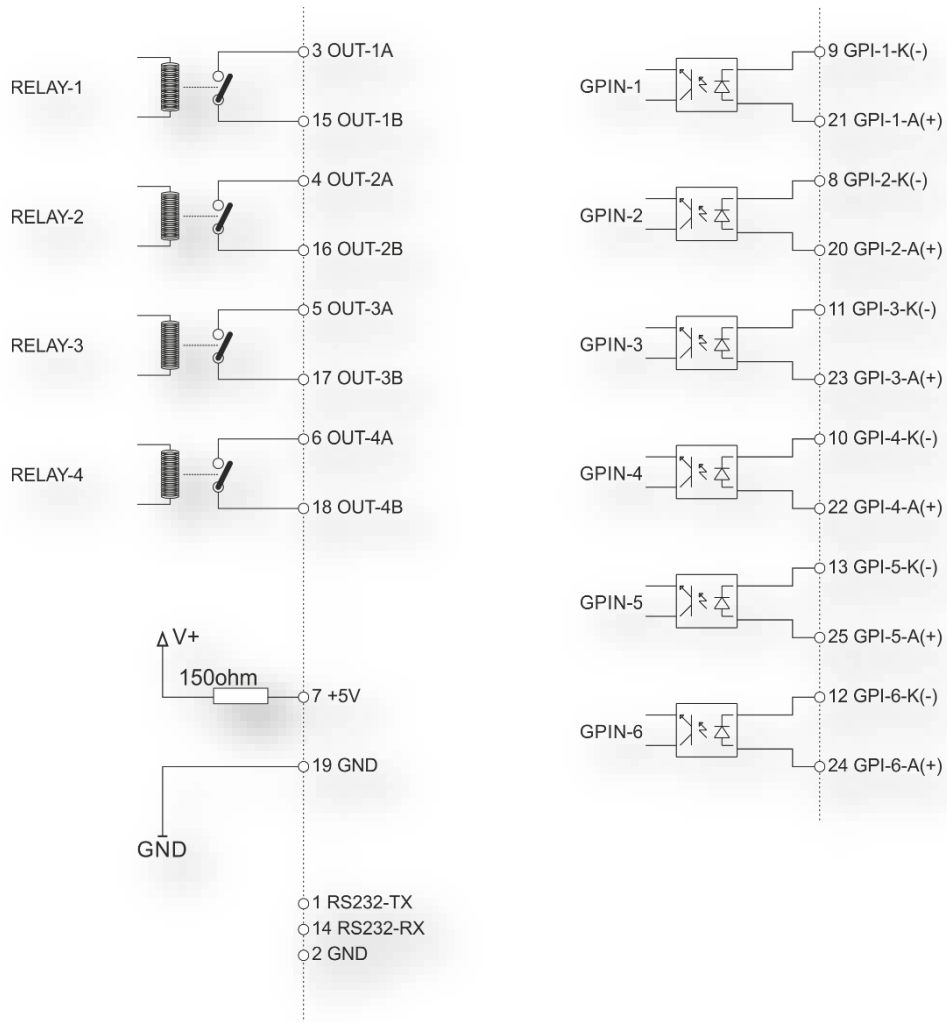 RELAY-1
3 OUT-1A
15 OUT-1B
RELAY-2
4 OUT-2A
16 OUT-2B
RELAY-3
5 OUT-3A
17 OUT-3B
RELAY-4
6 OUT-4A
18 OUT-4B
V+
150ohm
7 +5V
19 GND
GND
1 RS232-TX
14 RS232-RX
2 GND
GPIN-1
9 GPI-1-K(-)
21 GPI-1-A(+)
GPIN-2
8 GPI-2-K(-)
20 GPI-2-A(+)
GPIN-3
11 GPI-3-K(-)
23 GPI-3-A(+)
GPIN-4
10 GPI-4-K(-)
22 GPI-4-A(+)
GPIN-5
13 GPI-5-K(-)
25 GPI-5-A(+)
GPIN-6
12 GPI-6-K(-)
24 GPI-6-A(+)